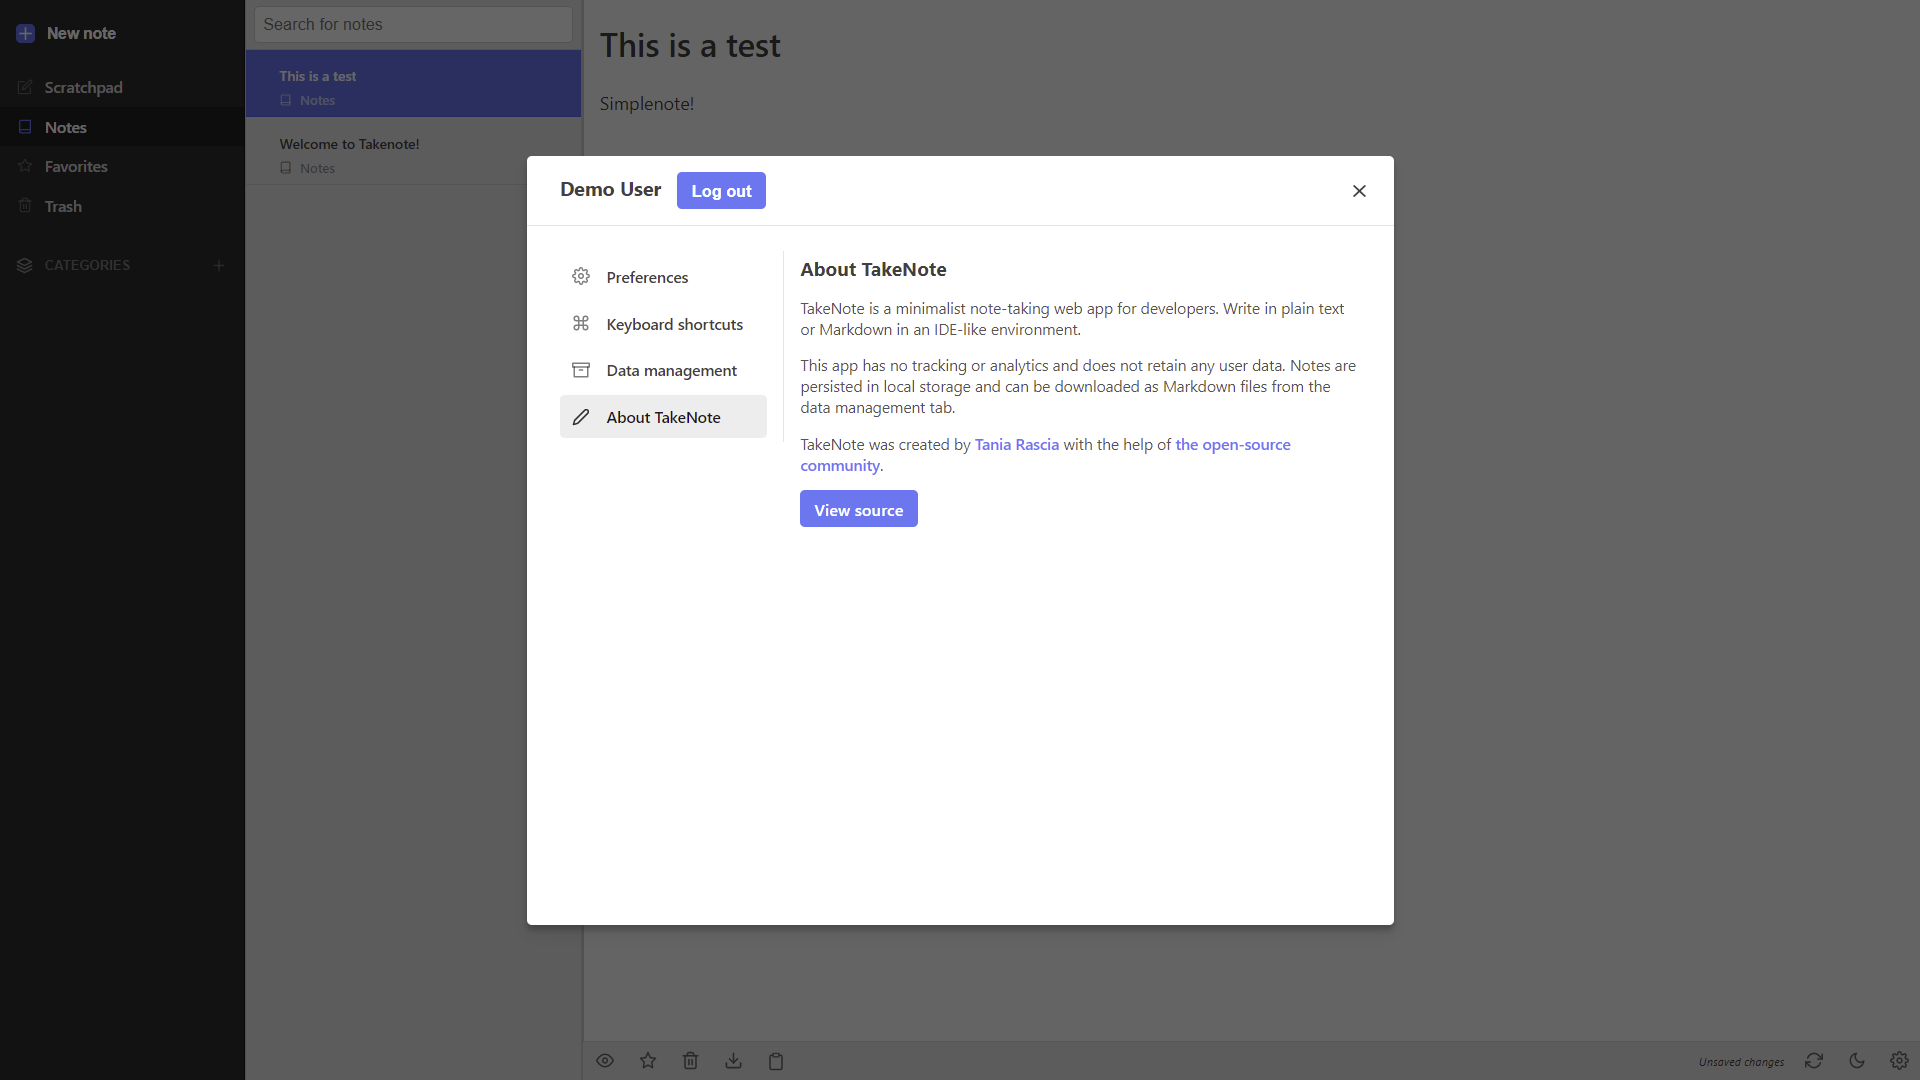 New note
Scratchpad
Notes
Favorites
Trash
CATEGORIES
Search for notes
This is a test
Notes
Welcome to Takenote!
Notes
This is a test
Simplenote!
Demo User
Log out
Preferences
Keyboard shortcuts
Data management
About TakeNote
About TakeNote
TakeNote is a minimalist note-taking web app for developers. Write in plain text
or Markdown in an IDE-like environment.
This app has no tracking or analytics and does not retain any user data. Notes are
persisted in local storage and can be downloaded as Markdown files from the
data management tab.
TakeNote was created by Tania Rascia with the help of the open-source
community.
View source
Unsaved changes